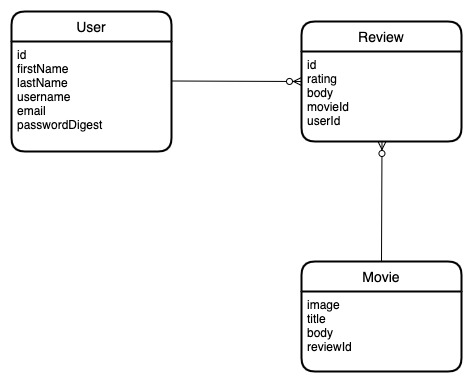 User
id
firstName
lastName
username
email
passwordDigest
Review
id
rating
body
movieId
userId
Movie
image
title
body
reviewId